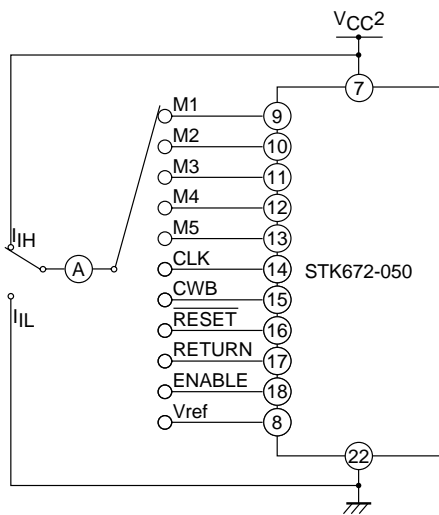 VCC2
7
M1
9
M2
10
M3
11
M4
12
M5
13
IIH
A
CLK
14
STK672-050
CWB
15
IIL
RESET
16
RETURN
17
ENABLE
18
Vref
8
22